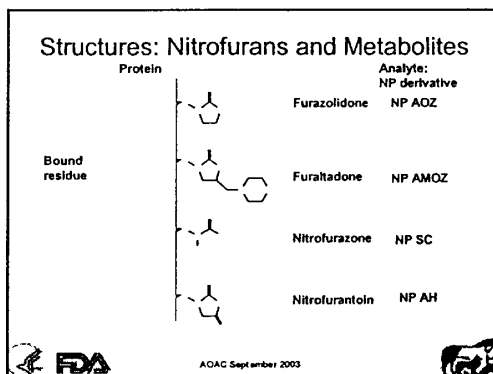 Structures: Nitrofurans and Metabolites
Protein
Analyte:
NP derivative
Furazolidone NP AOZ
Bound
residue
Furaltadone NP AMOZ
Nitrofurazone NP SC
Nitrofurantoin NP AH
FDA
AOAC September 2003